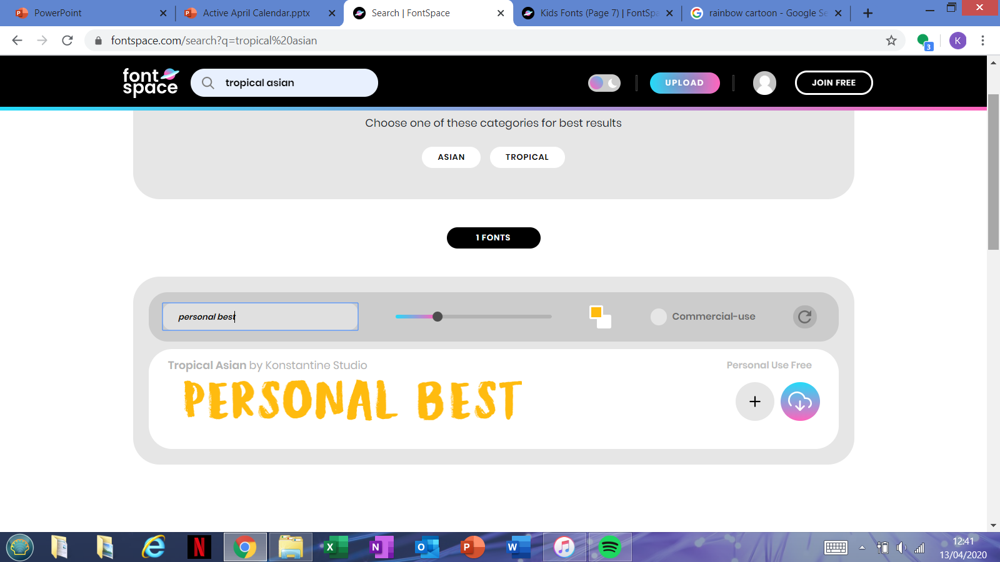 PowerPoint
Active April Calendar.pptx
Search | FontSpace
Kids Fonts (Page 7) | FontSpa
rainbow cartoon - Google Se
fontspace.com/search?q=tropical%20asian
3
K
font space
tropical asian
UPLOAD
JOIN FREE
Choose one of these categories for best results
ASIAN
TROPICAL
1 FONTS
personal best
Commercial-use
Tropical Asian by Konstantine Studio
Personal Use Free
PERSONAL BEST
12:41
13/04/2020